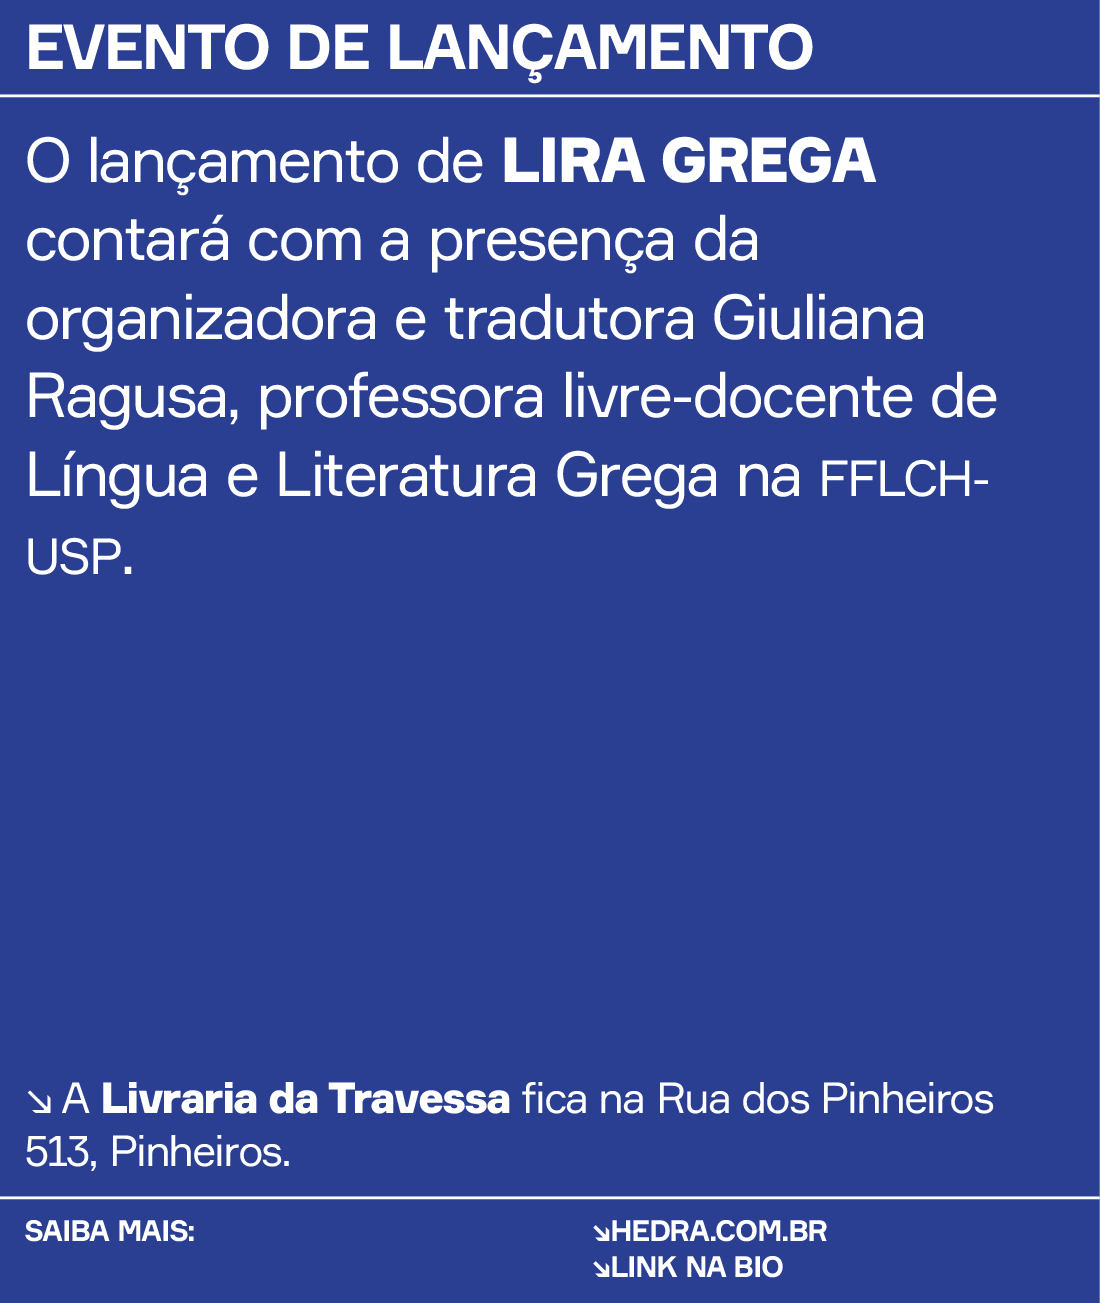 EVENTO DE LANÇAMENTO
O lançamento de LIRA GREGA
contará com a presença da
organizadora e tradutora Giuliana
Ragusa, professora livre-docente de
Língua e Literatura Grega na FFLCH-
USP.
↘ A Livraria da Travessa fica na Rua dos Pinheiros
513, Pinheiros.
SAIBA MAIS:
↘HEDRA.COM.BR
↘LINK NA BIO